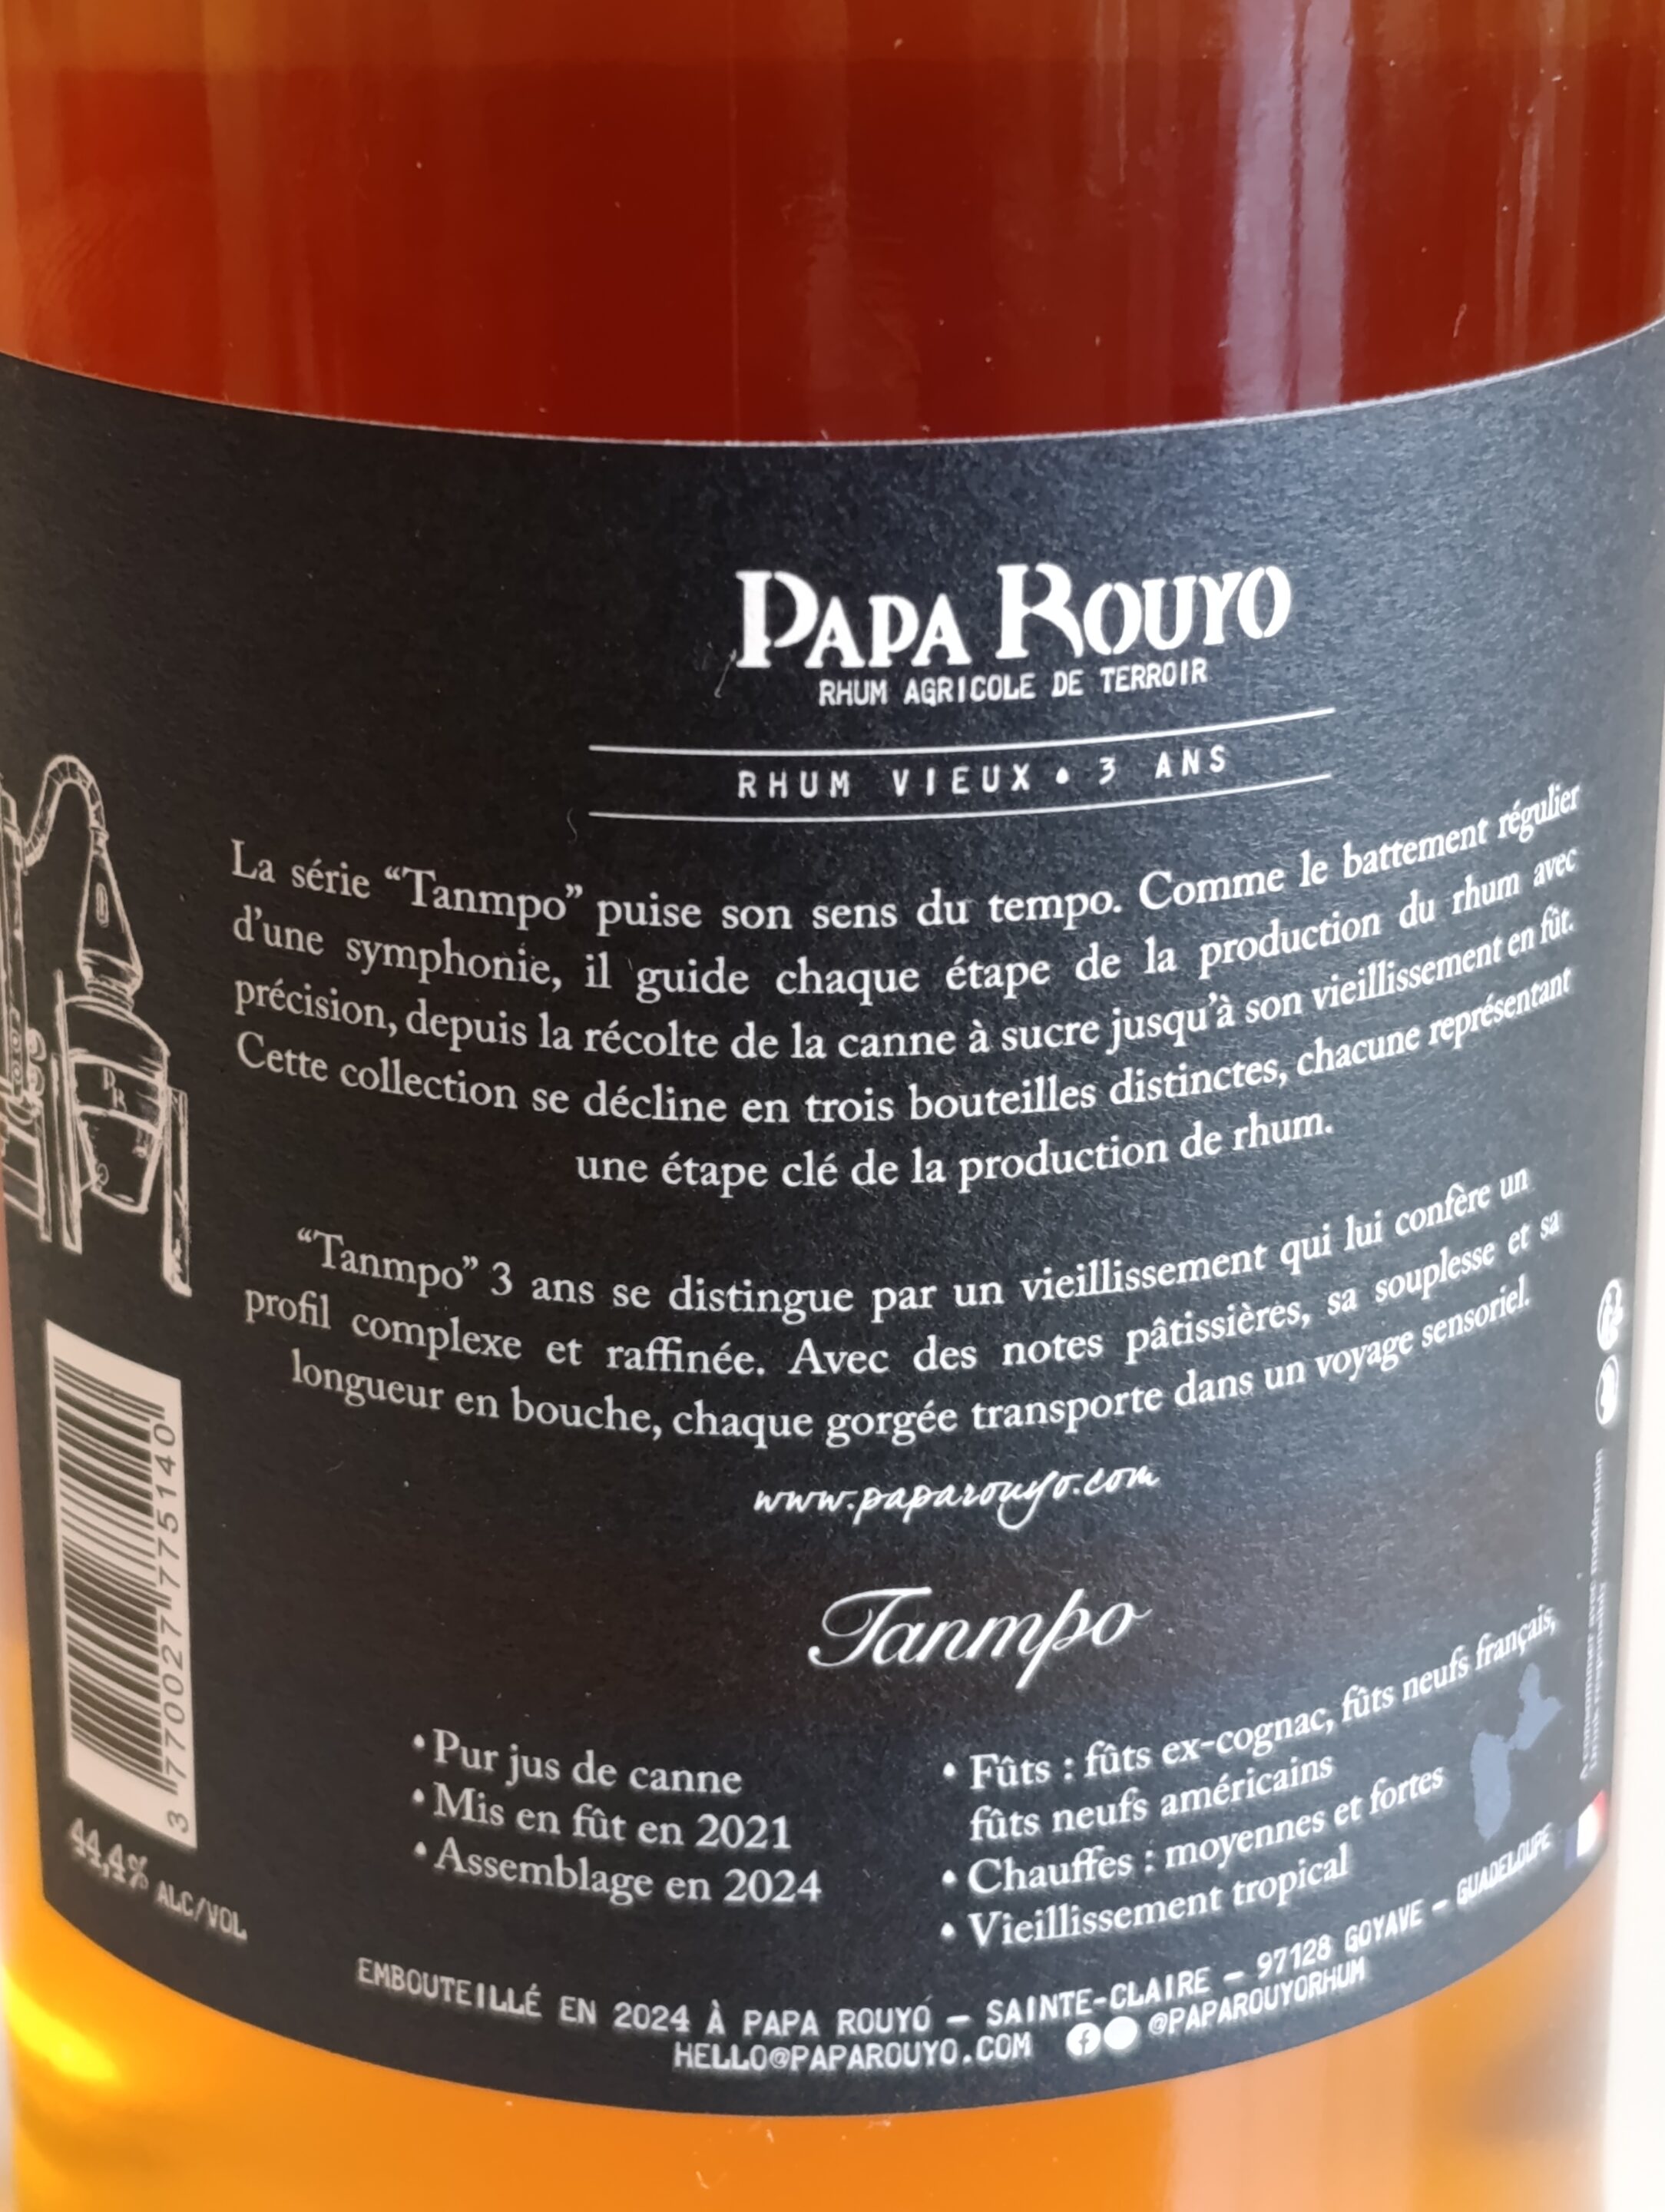 PAPA ROUYO
RHUM AGRICOLE DE TERROIR
RHUM VIEUX • 3 ANS
La série “Tanmpo” puise son sens du tempo. Comme le battement régulier
d’une symphonie, il guide chaque étape de la production du rhum avec
précision, depuis la récolte de la canne à sucre jusqu’à son vieillissement en fût.
Cette collection se décline en trois bouteilles distinctes, chacune représentant
une étape clé de la production de rhum.
“Tanmpo” 3 ans se distingue par un vieillissement qui lui confère un
profil complexe et raffinée. Avec des notes pâtissières, sa souplesse et sa
longueur en bouche, chaque gorgée transporte dans un voyage sensoriel.
www.paparouyo.com
Tanmpo
• Pur jus de canne
• Mis en fût en 2021
• Assemblage en 2024
• Fûts : fûts ex-cognac, fûts neufs français,
fûts neufs américains
• Chauffes : moyennes et fortes
• Vieillissement tropical
3 770027 775140
44,4% ALC/VOL
EMBOUTEILLÉ EN 2024 À PAPA ROUYO – SAINTE-CLAIRE – 97128 GOYAVE – GUADELOUPE
HELLO@PAPAROUYO.COM @PAPAROUYORHUM
PR